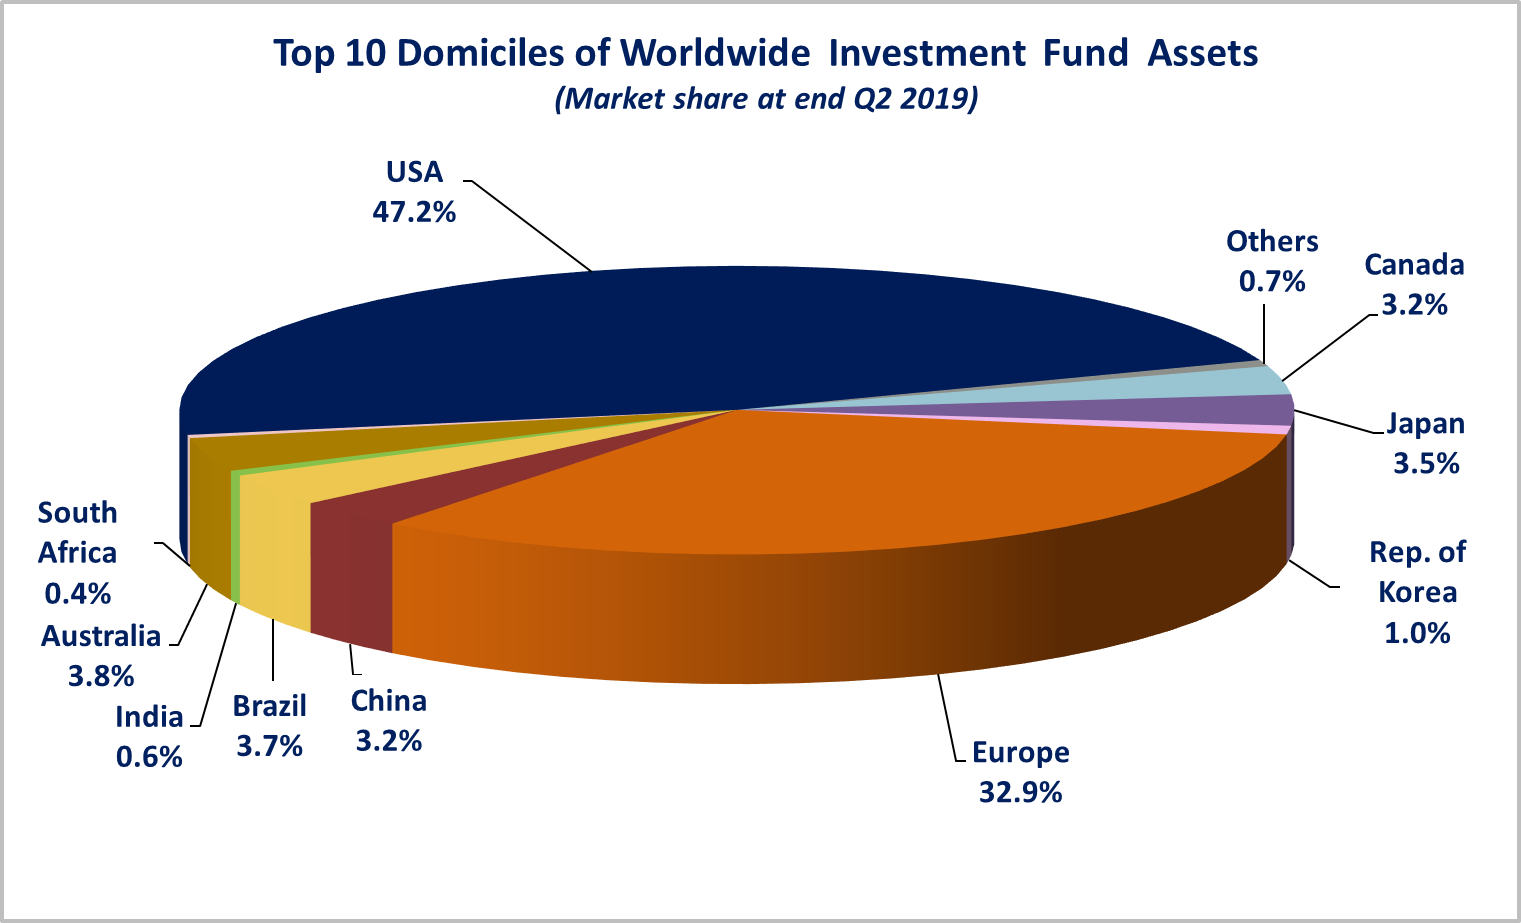 Top 10 Domiciles of Worldwide Investment Fund Assets
(Market share at end Q2 2019)
USA
47.2%
Others
0.7%
Canada
3.2%
Japan
3.5%
Rep. of
Korea
1.0%
Europe
32.9%
China
3.2%
Brazil
3.7%
India
0.6%
Australia
3.8%
South
Africa
0.4%